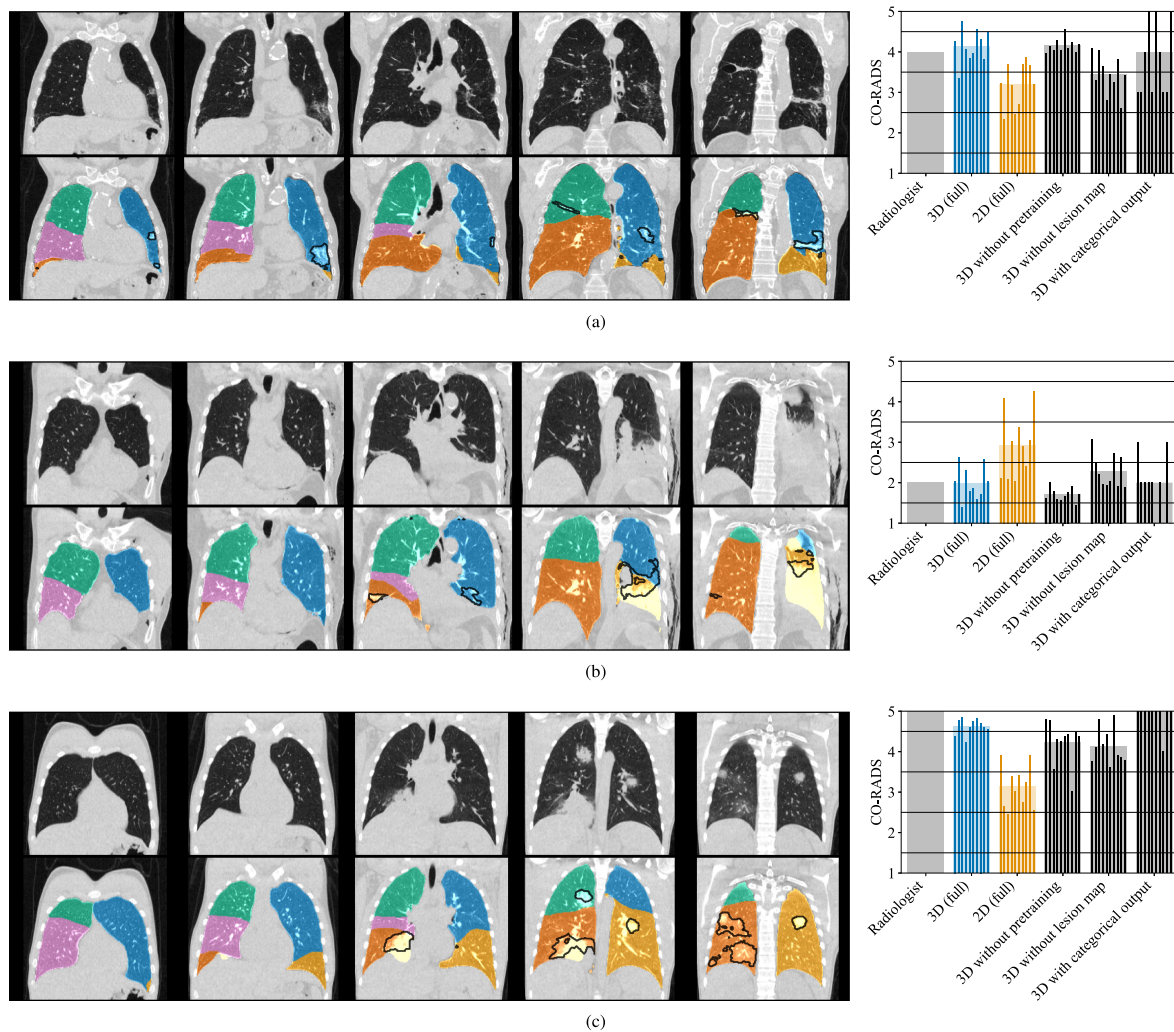 5
4
3
2
1
CO-RADS
Radiologist
3D (full)
2D (full)
3D without pretraining
3D without lesion map
3D with categorical output
(a)
5
4
3
2
1
CO-RADS
Radiologist
3D (full)
2D (full)
3D without pretraining
3D without lesion map
3D with categorical output
(b)
5
4
3
2
1
CO-RADS
Radiologist
3D (full)
2D (full)
3D without pretraining
3D without lesion map
3D with categorical output
(c)